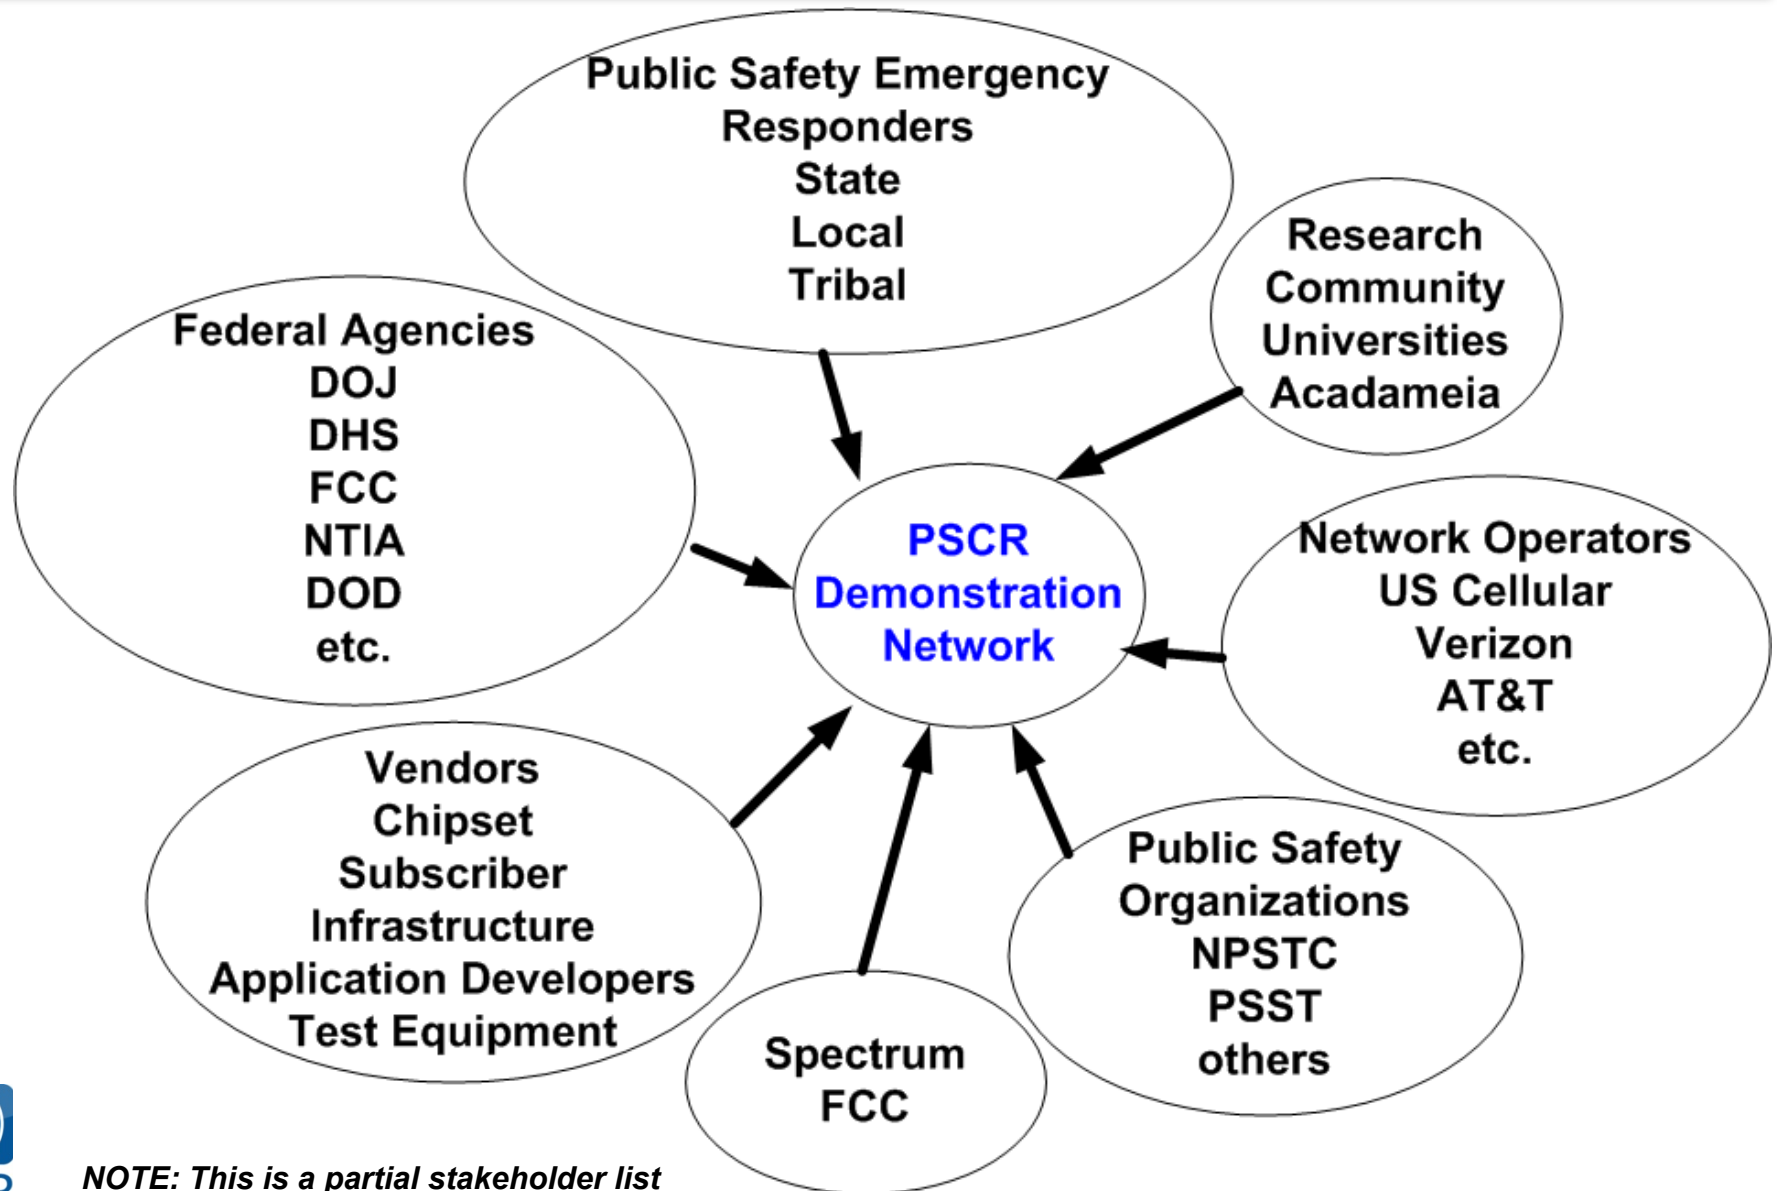 Public Safety Emergency
Responders
State
Local
Tribal
Research
Community
Universities
Acadameia
Federal Agencies
DOJ
DHS
FCC
NTIA
DOD
etc.
PSCR
Demonstration
Network
Network Operators
US Cellular
Verizon
AT&T
etc.
Vendors
Chipset
Subscriber
Infrastructure
Application Developers
Test Equipment
Public Safety
Organizations
NPSTC
PSST
others
Spectrum
FCC
NOTE: This is a partial stakeholder list